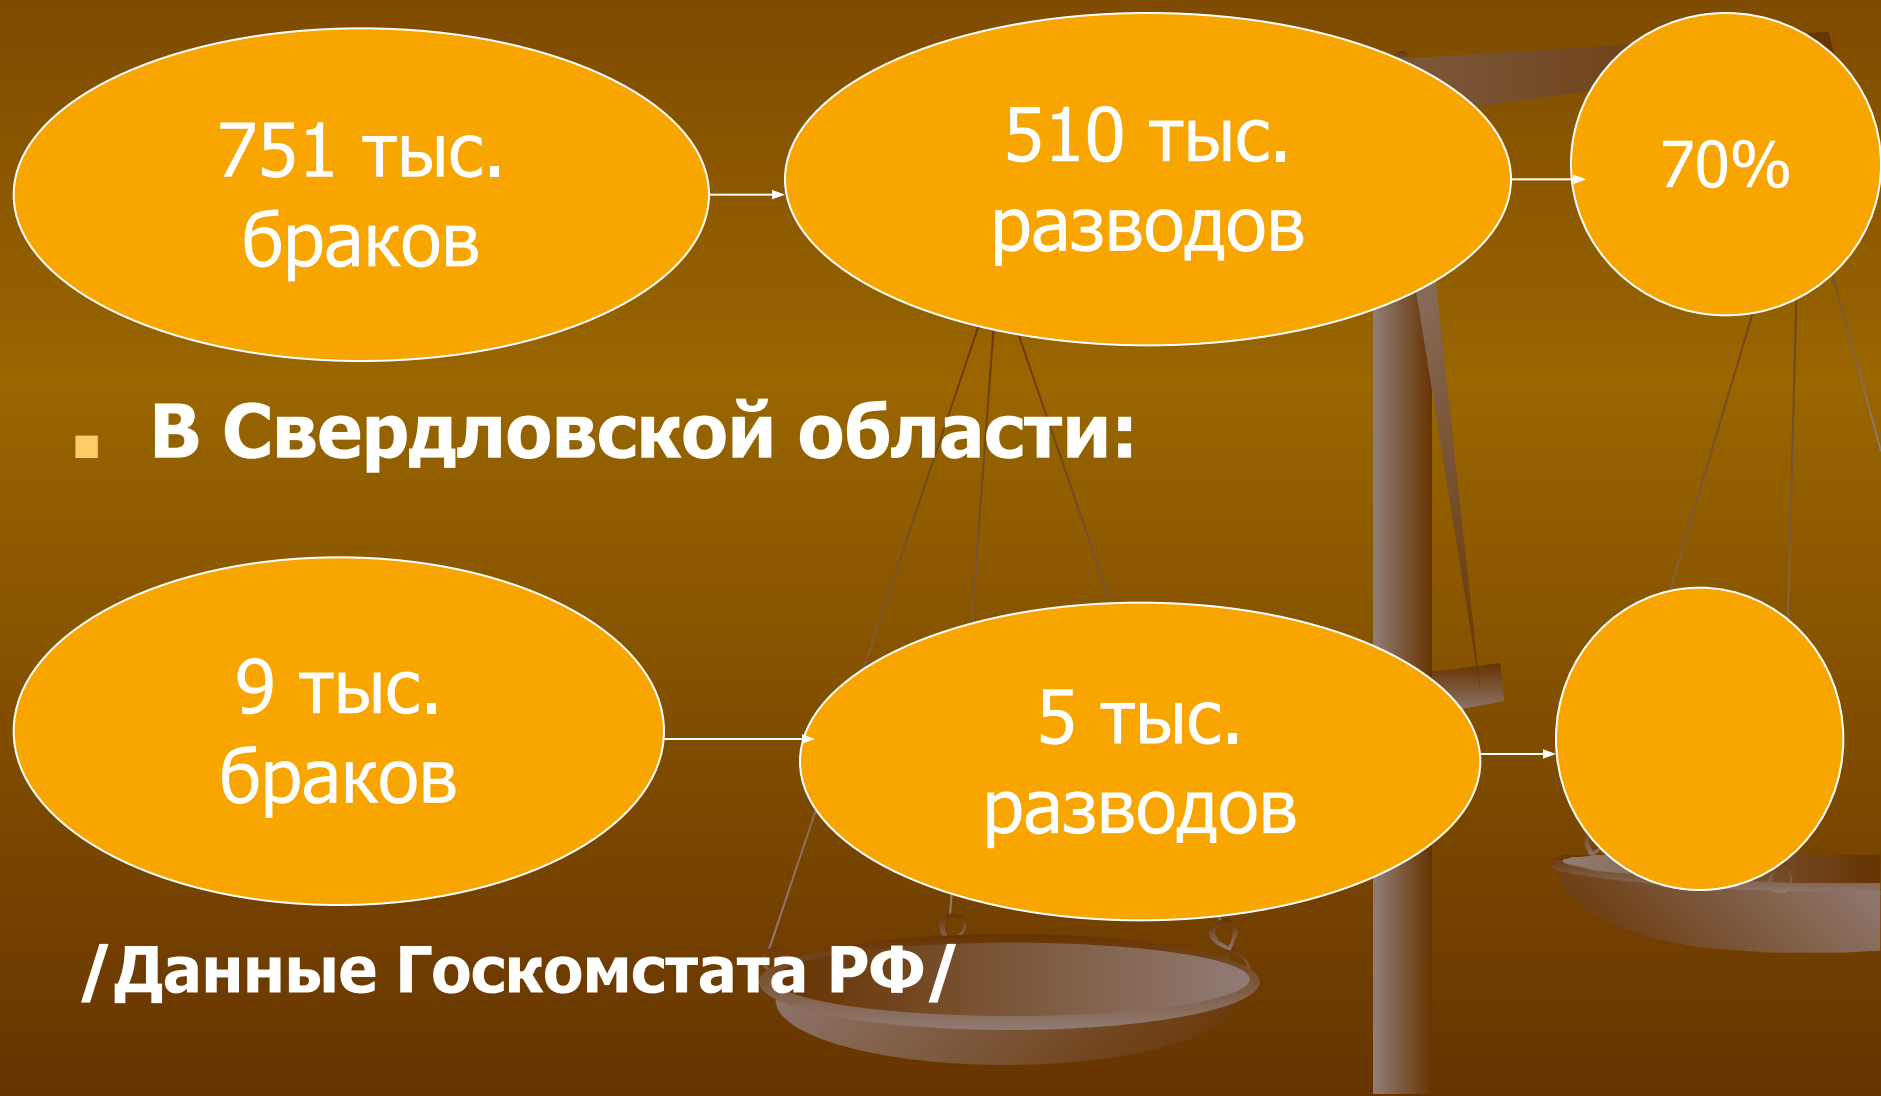 751 тыс.
браков
510 тыс.
разводов
70%
В Свердловской области:
9 тыс.
браков
5 тыс.
разводов
/Данные Госкомстата РФ/